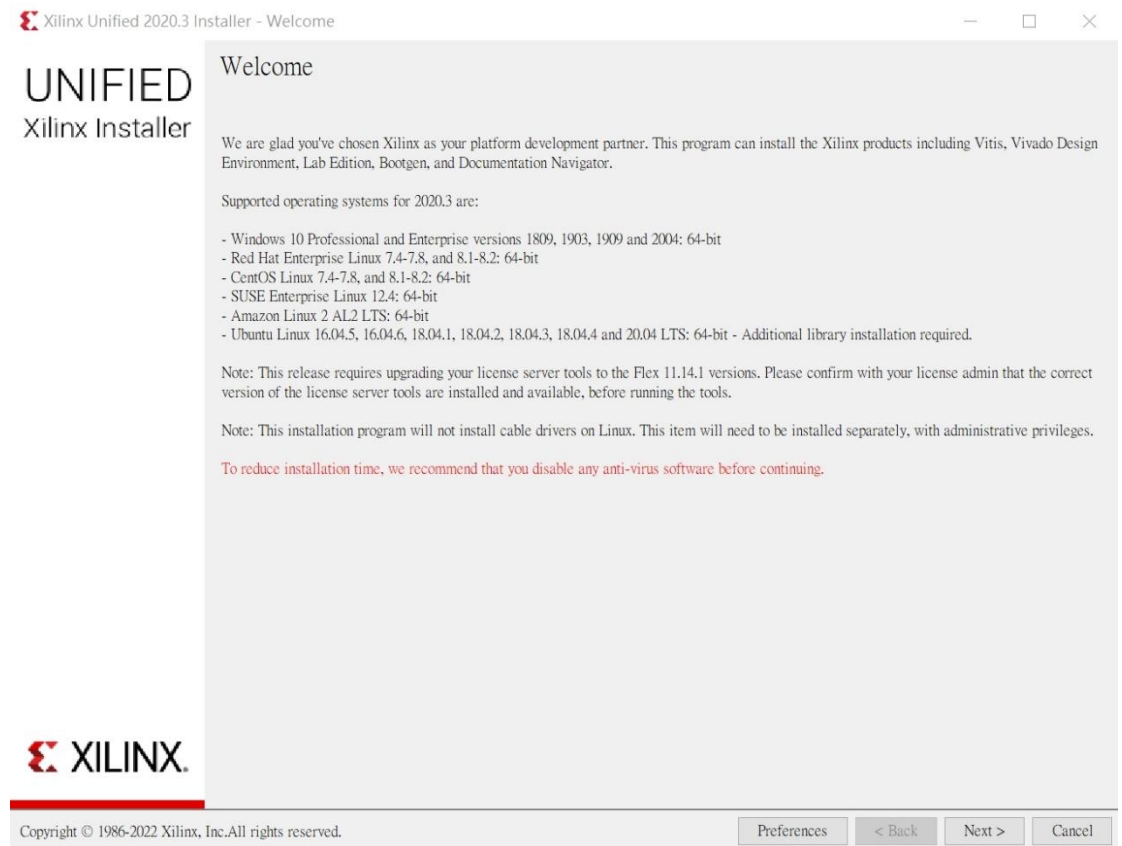 Xilinx Unified 2020.3 Installer - Welcome
UNIFIED
Xilinx Installer
Welcome
We are glad you've chosen Xilinx as your platform development partner. This program can install the Xilinx products including Vitis, Vivado Design
Environment, Lab Edition, Bootgen, and Documentation Navigator.
Supported operating systems for 2020.3 are:
- Windows 10 Professional and Enterprise versions 1809, 1903, 1909 and 2004: 64-bit
- Red Hat Enterprise Linux 7.4-7.8, and 8.1-8.2: 64-bit
- CentOS Linux 7.4-7.8, and 8.1-8.2: 64-bit
- SUSE Enterprise Linux 12.4: 64-bit
- Amazon Linux 2 AL2 LTS: 64-bit
- Ubuntu Linux 16.04.5, 16.04.6, 18.04.1, 18.04.2, 18.04.3, 18.04.4 and 20.04 LTS: 64-bit - Additional library installation required.
Note: This release requires upgrading your license server tools to the Flex 11.14.1 versions. Please confirm with your license admin that the correct
version of the license server tools are installed and available, before running the tools.
Note: This installation program will not install cable drivers on Linux. This item will need to be installed separately, with administrative privileges.
To reduce installation time, we recommend that you disable any anti-virus software before continuing.
XILINX.
Copyright © 1986-2022 Xilinx, Inc.All rights reserved.
Preferences < Back Next > Cancel